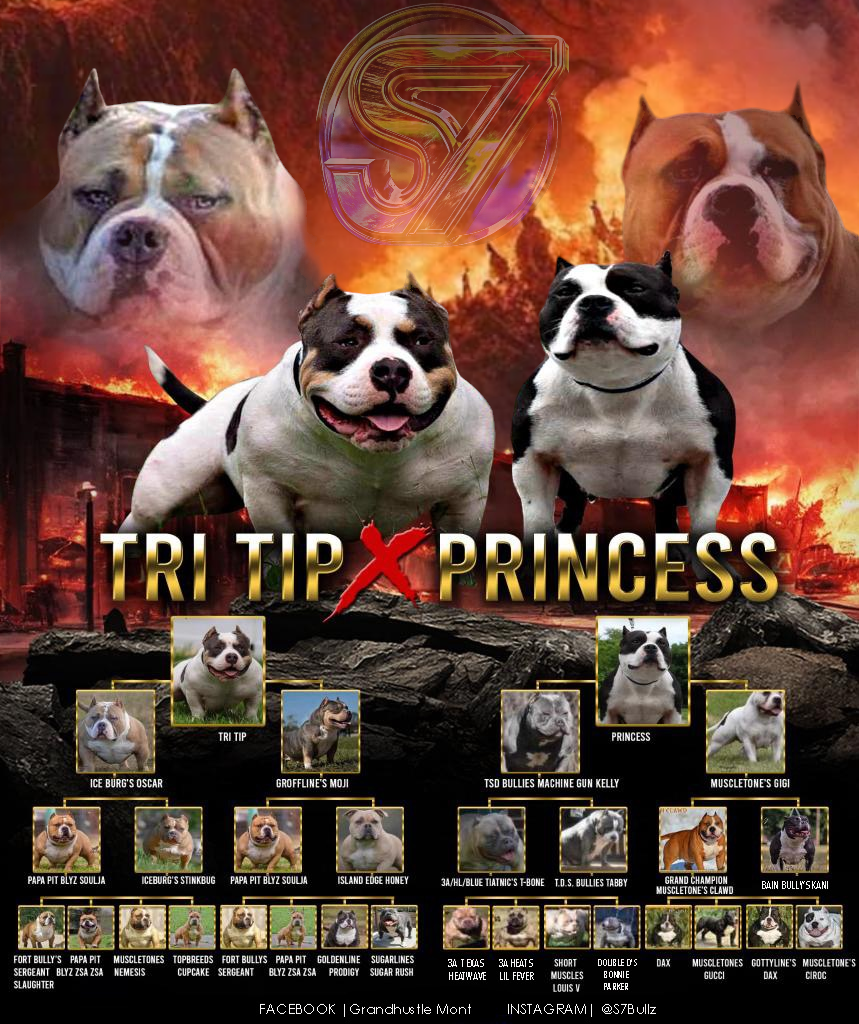 S7
TRI TIP X PRINCESS
TRI TIP
PRINCESS
ICE BURG'S OSCAR
GROFFLINE'S MOJI
TSD BULLIES MACHINE GUN KELLY
MUSCLETONE'S GIGI
PAPA PIT BLYZ SOULJA
ICEBURG'S STINKBUG
PAPA PIT BLYZ SOULJA
ISLAND EDGE HONEY
3A/HL/BLUE TIATNIC'S T-BONE
T.D.S. BULLIES TABBY
GRAND CHAMPION
MUSCLETONE'S CLAWD
BAIN BULLY'S KANI
FORT BULLY'S
SERGEANT
SLAUGHTER
PAPA PIT
BLYZ ZSA ZSA
MUSCLETONES
NEMESIS
TOPBREEDS
CUPCAKE
FORT BULLYS
SERGEANT
PAPA PIT
BLYZ ZSA ZSA
GOLDENLINE
PRODIGY
SUGARLINES
SUGAR RUSH
3A TEXAS
HEATWAVE
3A HEATS
LIL FEVER
SHORT
MUSCLES
LOUIS V
DOUBLE D'S
BONNIE
PARKER
DAX
MUSCLETONES
GUCCI
GOTTYLINE'S
DAX
MUSCLETONE'S
CIROC
FACEBOOK |Grandhustle Mont INSTAGRAM| @S7Bullz